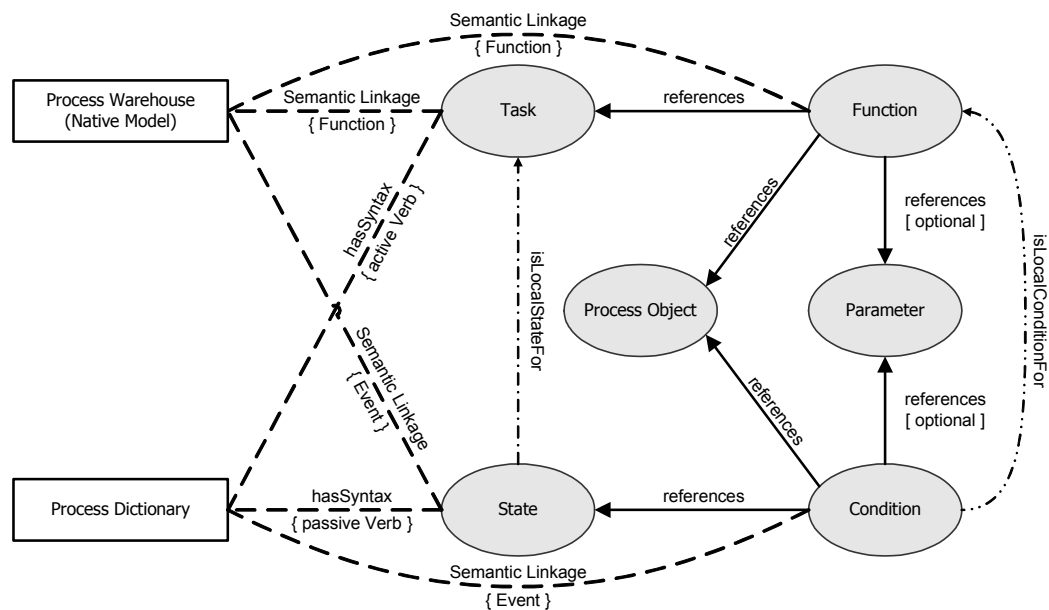 Semantic Linkage
{ Function }
Process Warehouse
(Native Model)
Semantic Linkage
{ Function }
Task
references
Function
hasSyntax
{ active Verb }
references
references
[ optional ]
isLocalStateFor
isLocalConditionFor
Process Object
Parameter
Semantic Linkage
{ Event }
references
references
[ optional ]
Process Dictionary
hasSyntax
{ passive Verb }
State
references
Condition
Semantic Linkage
{ Event }